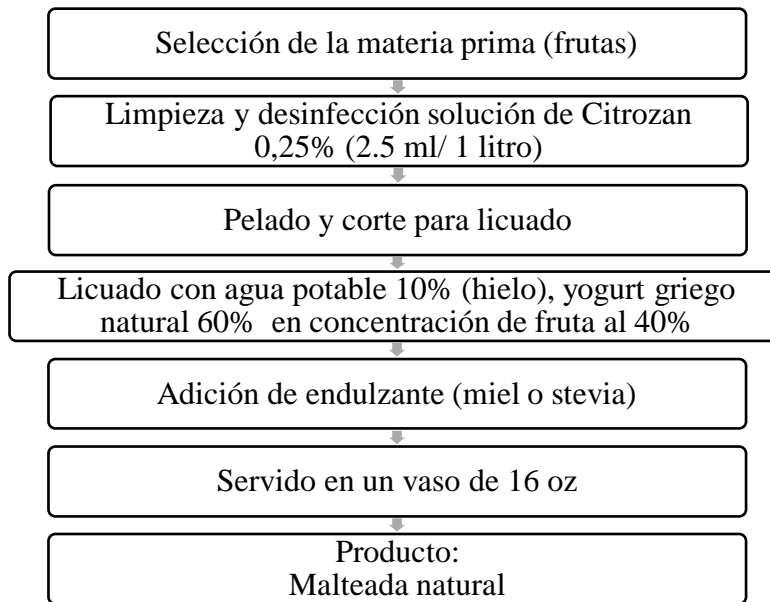 Selección de la materia prima (frutas)
Limpieza y desinfección solución de Citrozan
0,25% (2.5 ml/ 1 litro)
Pelado y corte para licuado
Licuado con agua potable 10% (hielo), yogurt griego
natural 60% en concentración de fruta al 40%
Adición de endulzante (miel o stevia)
Servido en un vaso de 16 oz
Producto:
Malteada natural